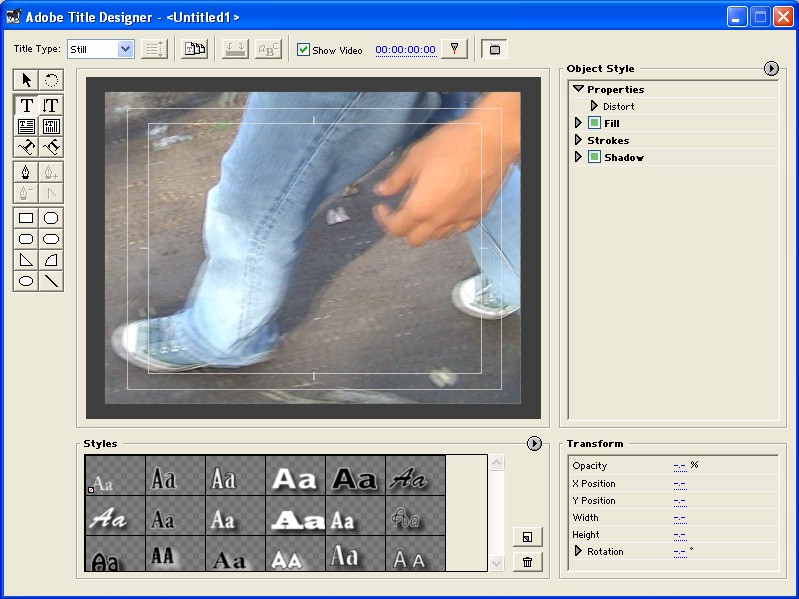 Adobe Title Designer - <Untitled1>
Title Type: Still Show Video 00:00:00:00
T T
Object Style
Properties
Distort
Fill
Strokes
Shadow
Styles
Aa Ad Ad Aa Aa Aa
Aa Aa Aa Aa Aa Aa
Aa AA Aa AA Ad AA
Transform
Opacity -.- %
X Position -.-
Y Position -.-
Width -.-
Height -.-
Rotation -.- °